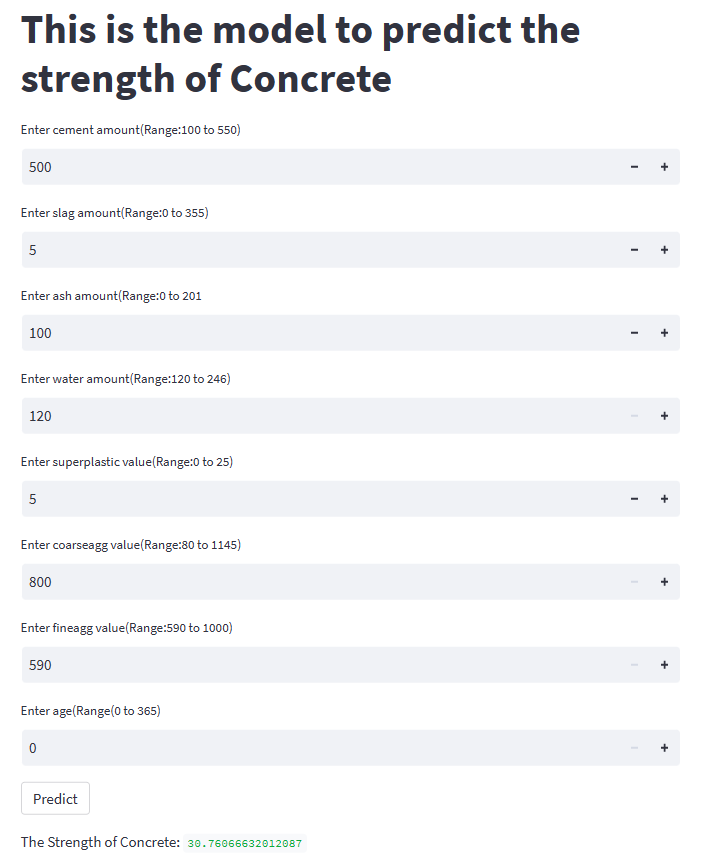 This is the model to predict the
strength of Concrete
Enter cement amount(Range:100 to 550)
500
Enter slag amount(Range:0 to 355)
5
Enter ash amount(Range:0 to 201
100
Enter water amount(Range:120 to 246)
120
Enter superplastic value(Range:0 to 25)
5
Enter coarseagg value(Range:80 to 1145)
800
Enter fineagg value(Range:590 to 1000)
590
Enter age(Range(0 to 365)
0
Predict
The Strength of Concrete: 30.76066632012087